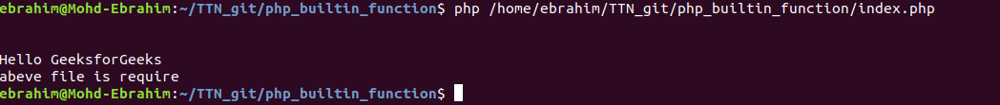 ebrahim@Mohd-Ebrahim:~/TTN_git/php_builtin_function$ php /home/ebrahim/TTN_git/php_builtin_function/index.php
Hello GeeksforGeeks
abeve file is require
ebrahim@Mohd-Ebrahim:~/TTN_git/php_builtin_function$